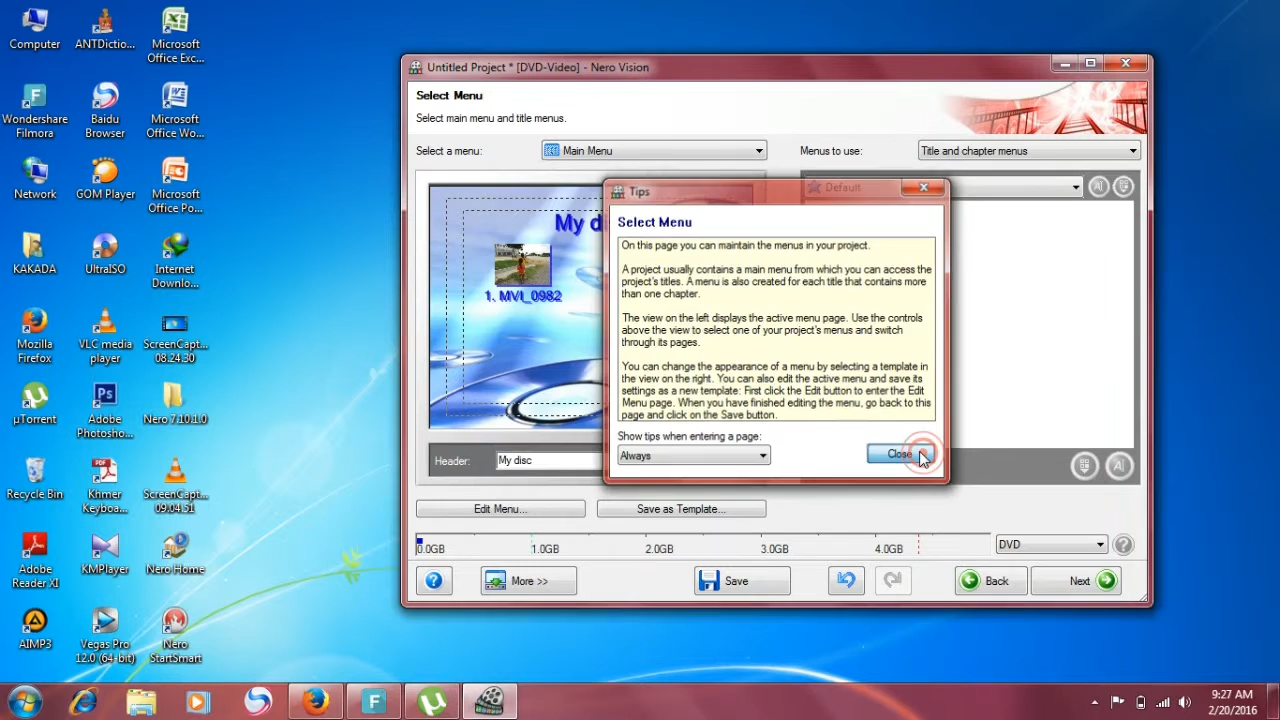 Computer
ANTDictio...
Microsoft
Office Exc...
Wondershare
Filmora
Baidu
Browser
Microsoft
Office Wo...
Network
GOM Player
Microsoft
Office Po...
KAKADA
UltraISO
Internet
Downlo...
Mozilla
Firefox
VLC media
player
ScreenCapt...
08.24.30
µTorrent
Adobe
Photosho...
Nero 7.10.1.0
Recycle Bin
Khmer
Keyboa...
ScreenCapt...
09.04.51
Adobe
Reader XI
KMPlayer
Nero Home
AIMP3
Vegas Pro
12.0 (64-bit)
Nero
StartSmart
Untitled Project * [DVD-Video] - Nero Vision
Select Menu
Select main menu and title menus.
Select a menu:
Main Menu
Menus to use:
Title and chapter menus
Default
My d
1. MVI_0982
Tips
Select Menu
On this page you can maintain the menus in your project.
A project usually contains a main menu from which you can access the
project's titles. A menu is also created for each title that contains more
than one chapter.
The view on the left displays the active menu page. Use the controls
above the view to select one of your project's menus and switch
through its pages.
You can change the appearance of a menu by selecting a template in
the view on the right. You can also edit the active menu and save its
settings as a new template: First click the Edit button to enter the Edit
Menu page. When you have finished editing the menu, go back to this
page and click on the Save button.
Show tips when entering a page:
Always
Close
Header:
My disc
Edit Menu...
Save as Template...
0.0GB
1.0GB
2.0GB
3.0GB
4.0GB
DVD
More >>
Save
Back
Next
9:27 AM
2/20/2016